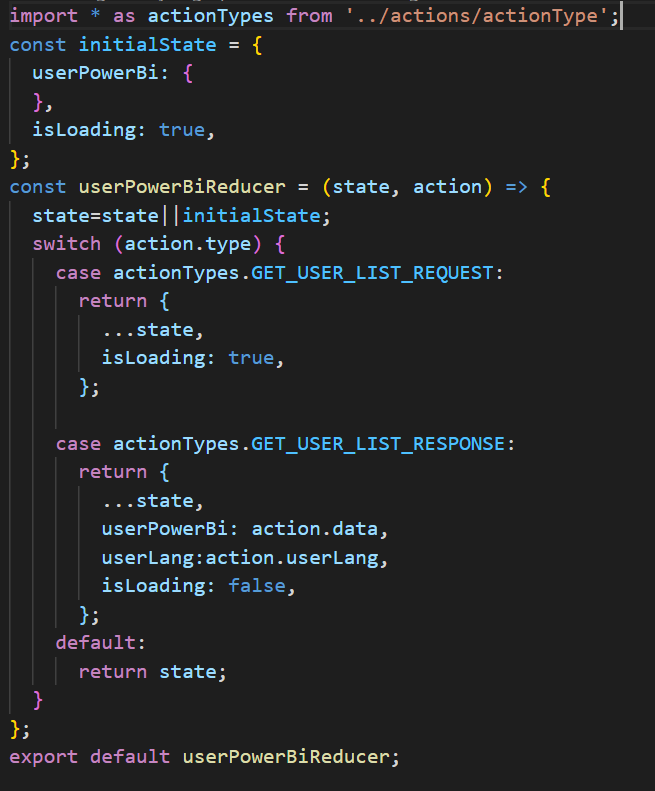 import * as actionTypes from '../actions/actionType';
const initialState = {
  userPowerBi: {
  },
  isLoading: true,
};
const userPowerBiReducer = (state, action) => {
  state=state||initialState;
  switch (action.type) {
    case actionTypes.GET_USER_LIST_REQUEST:
      return {
        ...state,
        isLoading: true,
      };

    case actionTypes.GET_USER_LIST_RESPONSE:
      return {
        ...state,
        userPowerBi: action.data,
        userLang:action.userLang,
        isLoading: false,
      };
    default:
      return state;
  }
};
export default userPowerBiReducer;